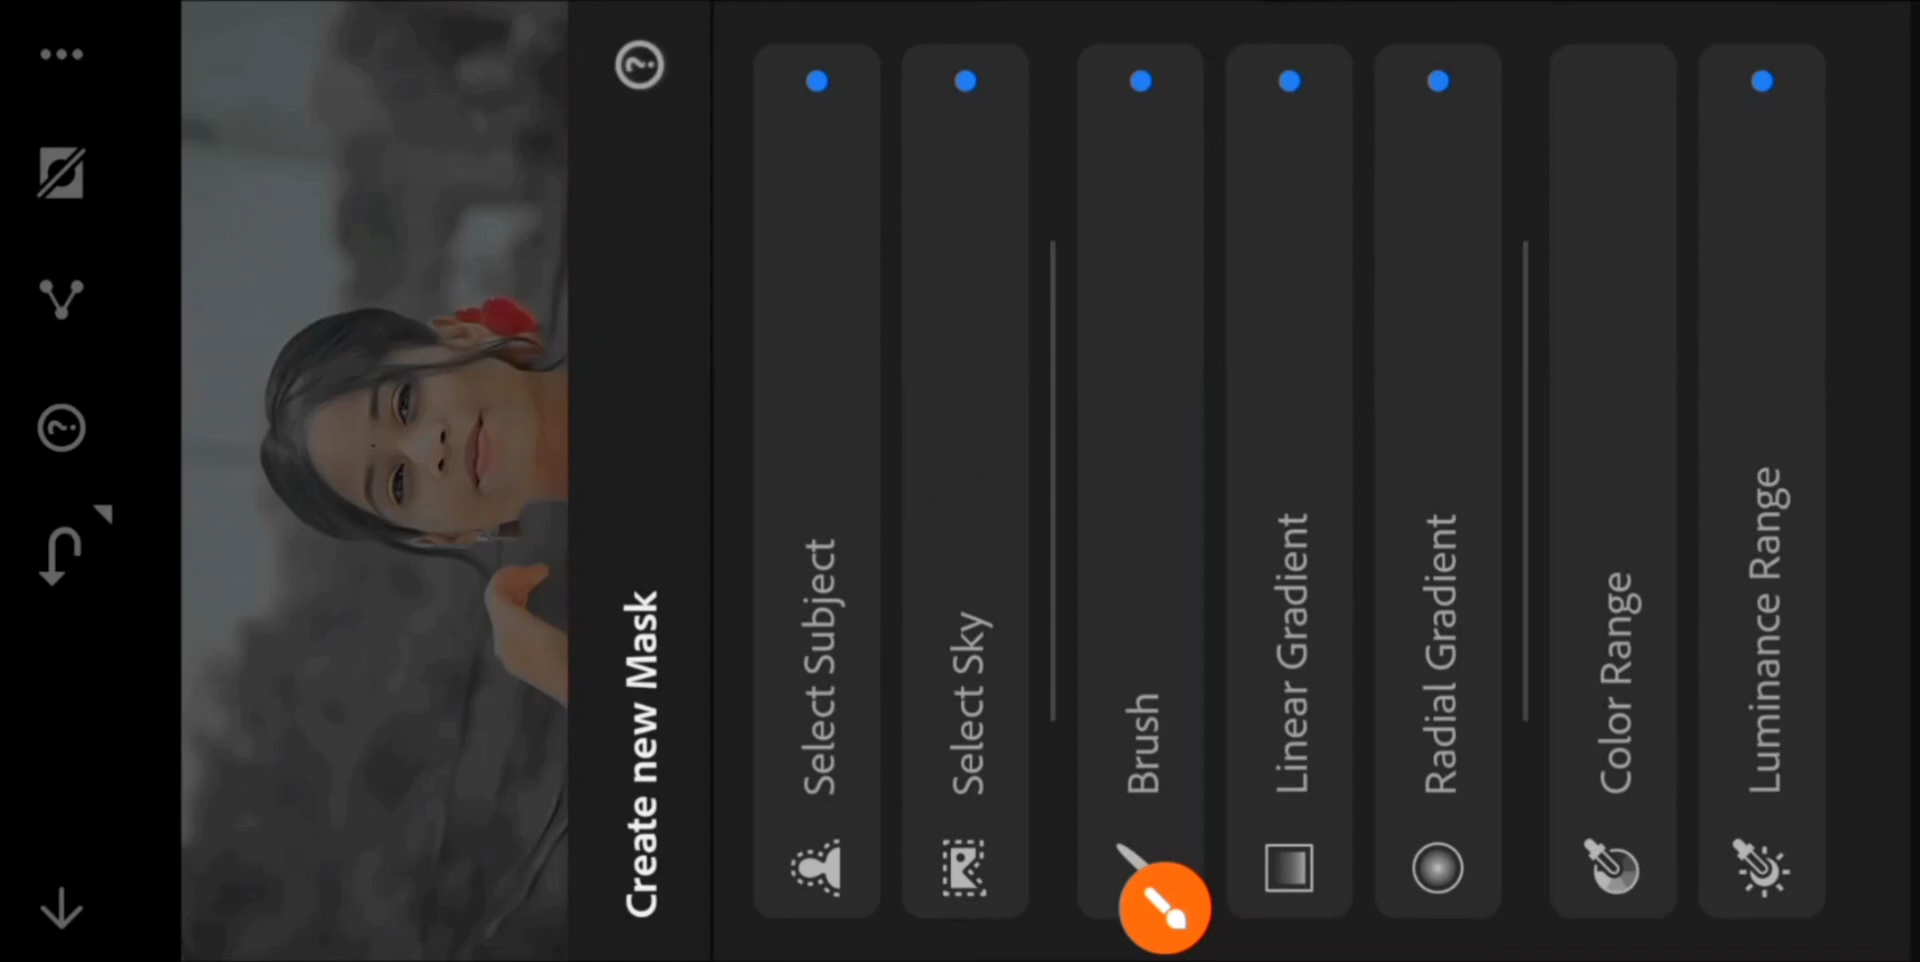 Create new Mask
Select Subject
Select Sky
Brush
Linear Gradient
Radial Gradient
Color Range
Luminance Range